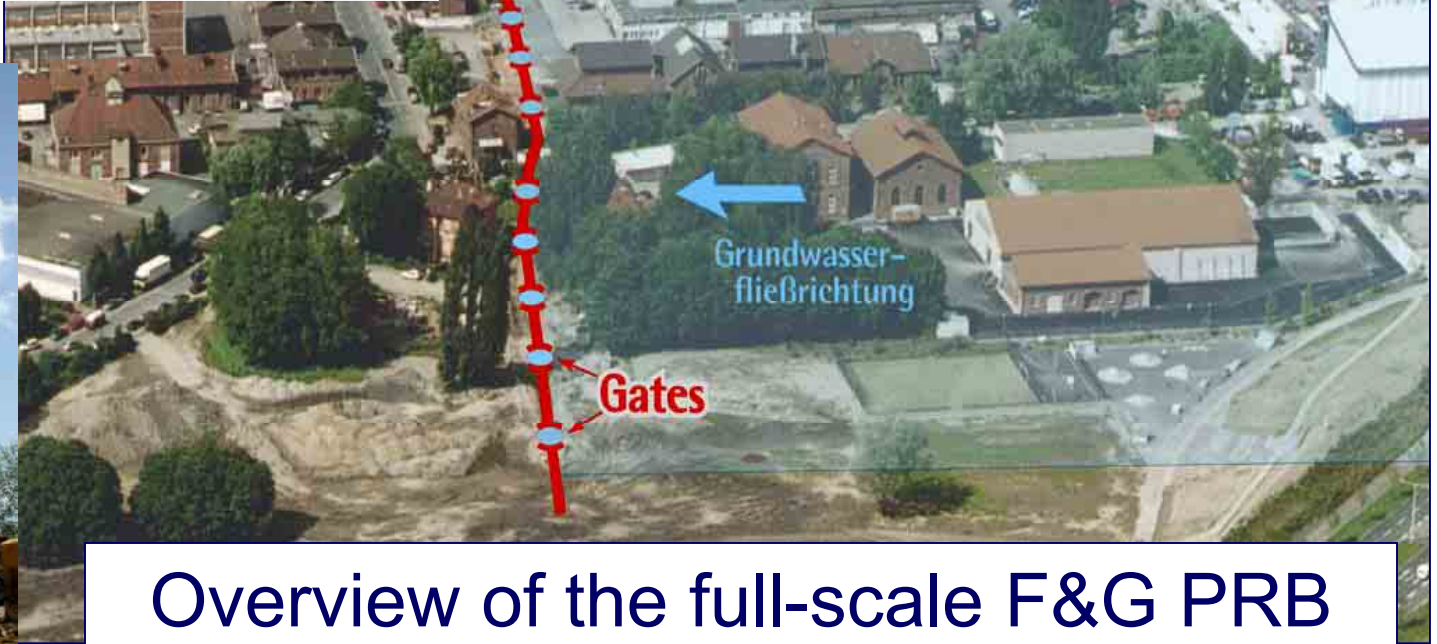 Grundwasser-
fließrichtung
Gates
Overview of the full-scale F&G PRB